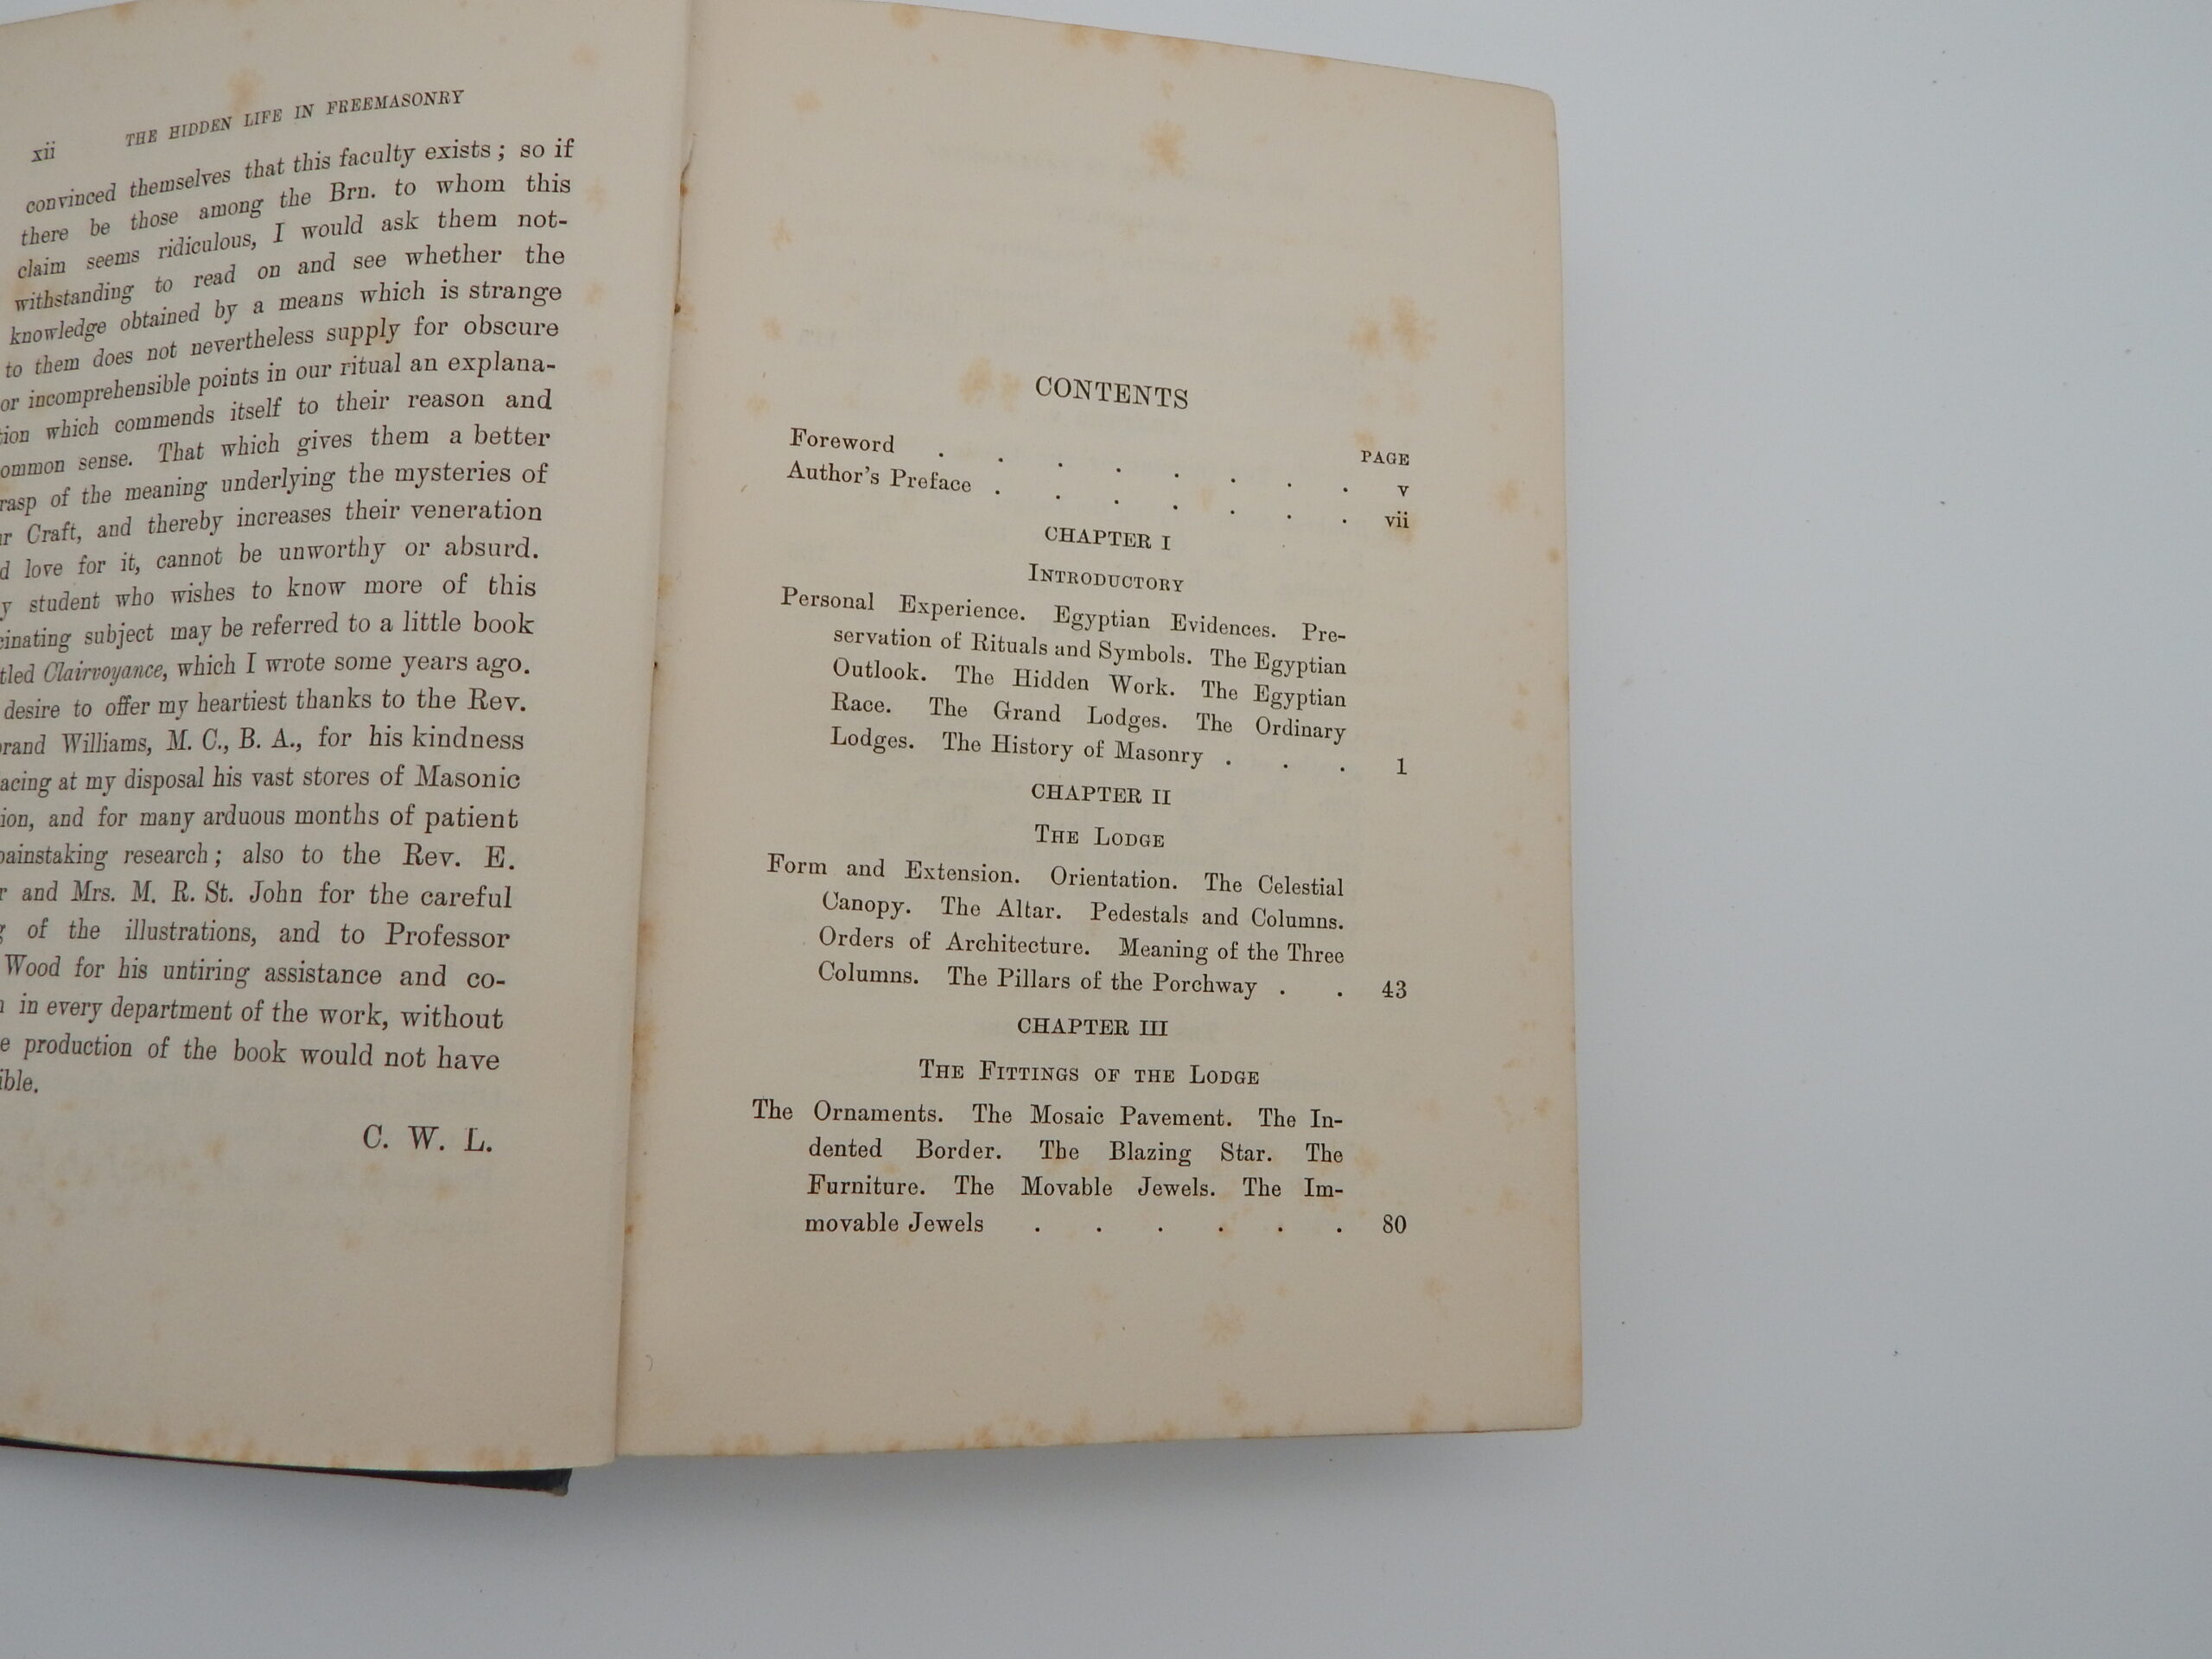 xii THE HIDDEN LIFE IN FREEMASONRY
convinced themselves that this faculty exists ; so if
there be those among the Brn. to whom this
claim seems ridiculous, I would ask them not-
withstanding to read on and see whether the
knowledge obtained by a means which is strange
to them does not nevertheless supply for obscure
or incomprehensible points in our ritual an explana-
tion which commends itself to their reason and
ommon sense. That which gives them a better
rasp of the meaning underlying the mysteries of
ur Craft, and thereby increases their veneration
d love for it, cannot be unworthy or absurd.
y student who wishes to know more of this
cinating subject may be referred to a little book
tled Clairvoyance, which I wrote some years ago.
desire to offer my heartiest thanks to the Rev.
rand Williams, M. C., B. A., for his kindness
acing at my disposal his vast stores of Masonic
ion, and for many arduous months of patient
painstaking research ; also to the Rev. E.
r and Mrs. M. R. St. John for the careful
g of the illustrations, and to Professor
Wood for his untiring assistance and co-
n in every department of the work, without
e production of the book would not have
ible.
C. W. L.
CONTENTS
PAGE
Foreword . . . . . . . . v
Author's Preface . . . . . . . vii
CHAPTER I
INTRODUCTORY
Personal Experience. Egyptian Evidences. Pre-
servation of Rituals and Symbols. The Egyptian
Outlook. The Hidden Work. The Egyptian
Race. The Grand Lodges. The Ordinary
Lodges. The History of Masonry . . . 1
CHAPTER II
THE LODGE
Form and Extension. Orientation. The Celestial
Canopy. The Altar. Pedestals and Columns.
Orders of Architecture. Meaning of the Three
Columns. The Pillars of the Porchway . . 43
CHAPTER III
THE FITTINGS OF THE LODGE
The Ornaments. The Mosaic Pavement. The In-
dented Border. The Blazing Star. The
Furniture. The Movable Jewels. The Im-
movable Jewels . . . . . . 80